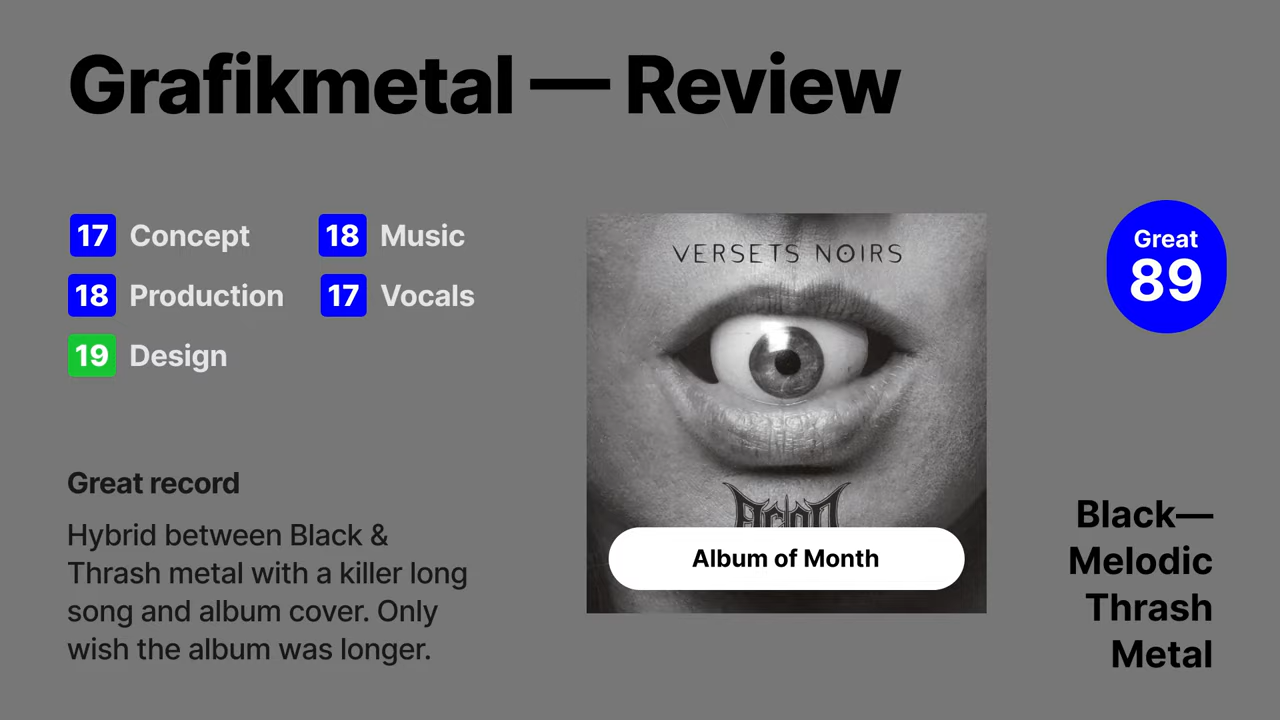 Grafikmetal — Review
17 Concept
18 Music
18 Production
17 Vocals
19 Design
Great record
Hybrid between Black &
Thrash metal with a killer long
song and album cover. Only
wish the album was longer.
VERSETS NOIRS
Album of Month
Great
89
Black—
Melodic
Thrash
Metal